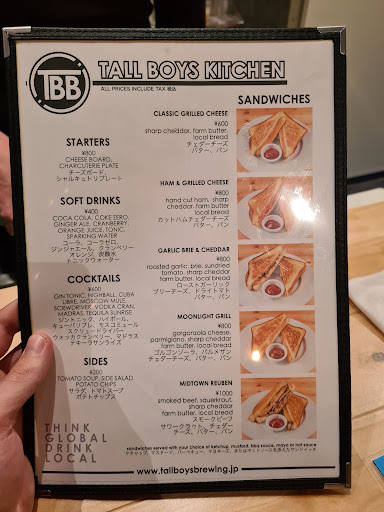 TBB
TALL BOYS KITCHEN
ALL PRICES INCLUDE TAX 税込
STARTERS
¥800
CHEESE BOARD,
CHARCUTERIE PLATE
チーズボード,
シャルキュトリプレート
SOFT DRINKS
¥400
COCA COLA, COKE ZERO,
GINGER ALE, CRANBERRY,
ORANGE JUICE, TONIC,
SPARKING WATER
コーラ, コーラゼロ,
ジンジャエール, クランベリー
オレンジ, 炭酸水
トニックウォーター
COCKTAILS
¥600
GIN TONIC, HIGHBALL, CUBA
LIBRE, MOSCOW MULE,
SCRWDRIVER, VODKA CRAN,
MADRAS, TEQUILA SUNRISE
ジントニック, ハイボール,
キューバリブレ, モスコミュール
スクリュードライバー
ウォッカクランベリー, マドラス
テキーラサンライズ
SIDES
¥200
TOMATO SOUP, SIDE SALAD,
POTATO CHIPS
サラダ, トマトスープ
ポテトチップス
THINK
GLOBAL
DRINK
LOCAL
SANDWICHES
CLASSIC GRILLED CHEESE
¥600
sharp cheddar, farm butter,
local bread
チェダーチーズ
バター, パン
HAM & GRILLED CHEESE
¥800
hand cut ham, sharp
cheddar, farm butter
local bread
カットハムチェダーチーズ
バター, パン
GARLIC BRIE & CHEDDAR
¥800
roasted garlic, brie, sundried
tomato, sharp cheddar
farm butter, local bread
ローストガーリック
ブリーチーズ, ドライトマト
バター, パン
MOONLIGHT GRILL
¥800
gorgonzola cheese,
parmigiano, sharp cheddar
farm butter, local bread
ゴルゴンゾーラ, パルメザン
チェダーチーズ, バター, パン
MIDTOWN REUBEN
¥1000
smoked beef, sauerkraut,
sharp cheddar
farm butter, local bread
スモークビーフ
サワークラウト, チェダー
チーズ, バター, パン
sandwiches served with your choice of ketchup, mustard, bbq sauce, mayo or hot sauce
www.tallboysbrewing.jp